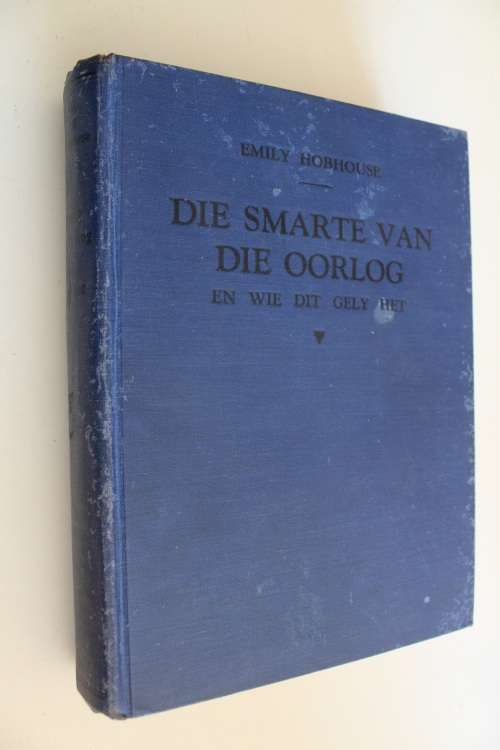 EMILY HOBHOUSE
DIE SMARTE VAN
DIE OORLOG
EN WIE DIT GELY HET